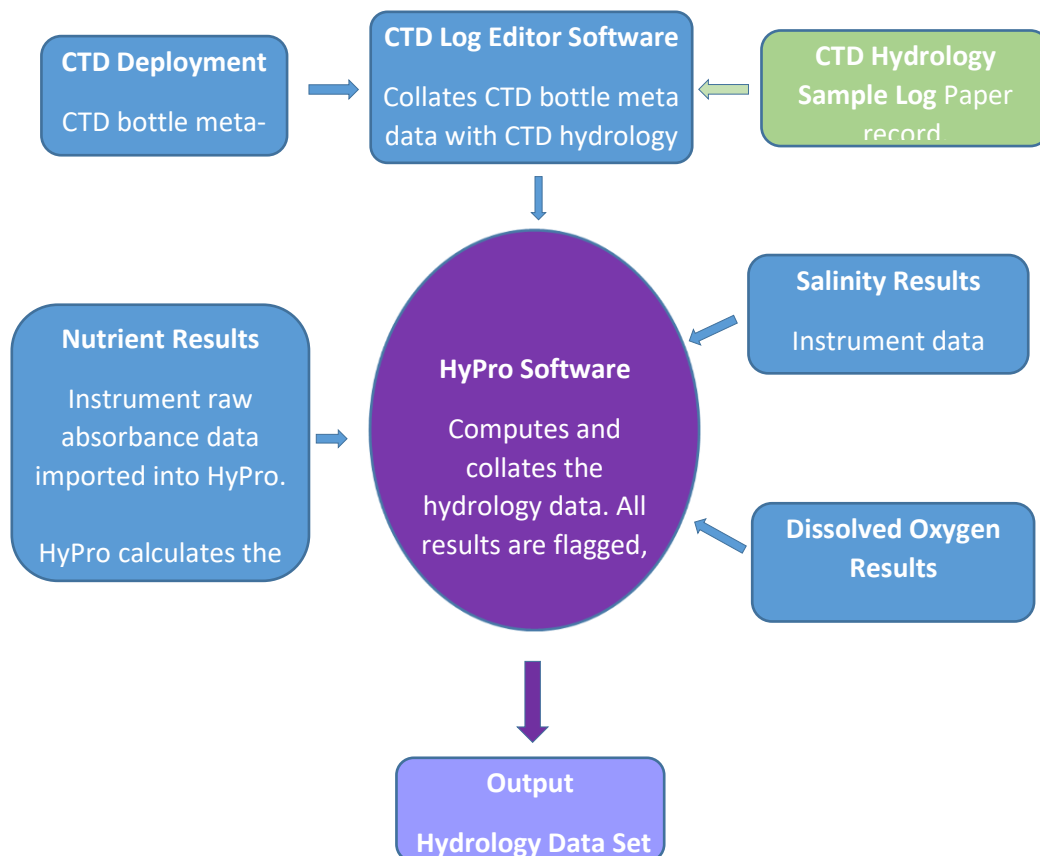 CTD Deployment
CTD bottle meta-
CTD Log Editor Software
Collates CTD bottle meta
data with CTD hydrology
CTD Hydrology
Sample Log Paper
record
Nutrient Results
Instrument raw
absorbance data
imported into HyPro.
HyPro calculates the
HyPro Software
Computes and
collates the
hydrology data. All
results are flagged,
Salinity Results
Instrument data
Dissolved Oxygen
Results
Output
Hydrology Data Set